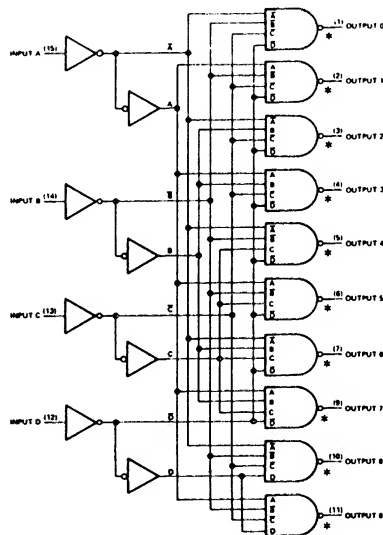 A̅
B̅
C̅
D̅
(1) OUTPUT 0
*
INPUT A (15)
A̅
A
B̅
C̅
D̅
(2) OUTPUT 1
*
A
A̅
B
C̅
D̅
(3) OUTPUT 2
*
INPUT B (14)
B̅
A
B
C̅
D̅
(4) OUTPUT 3
*
B
A̅
B̅
C
D̅
(5) OUTPUT 4
*
INPUT C (13)
C̅
A
B̅
C
D̅
(6) OUTPUT 5
*
C
A̅
B
C
D̅
(7) OUTPUT 6
*
INPUT D (12)
D̅
A
B
C
D̅
(9) OUTPUT 7
*
D
A̅
B̅
C̅
D
(10) OUTPUT 8
*
A
B̅
C̅
D
(11) OUTPUT 9
*